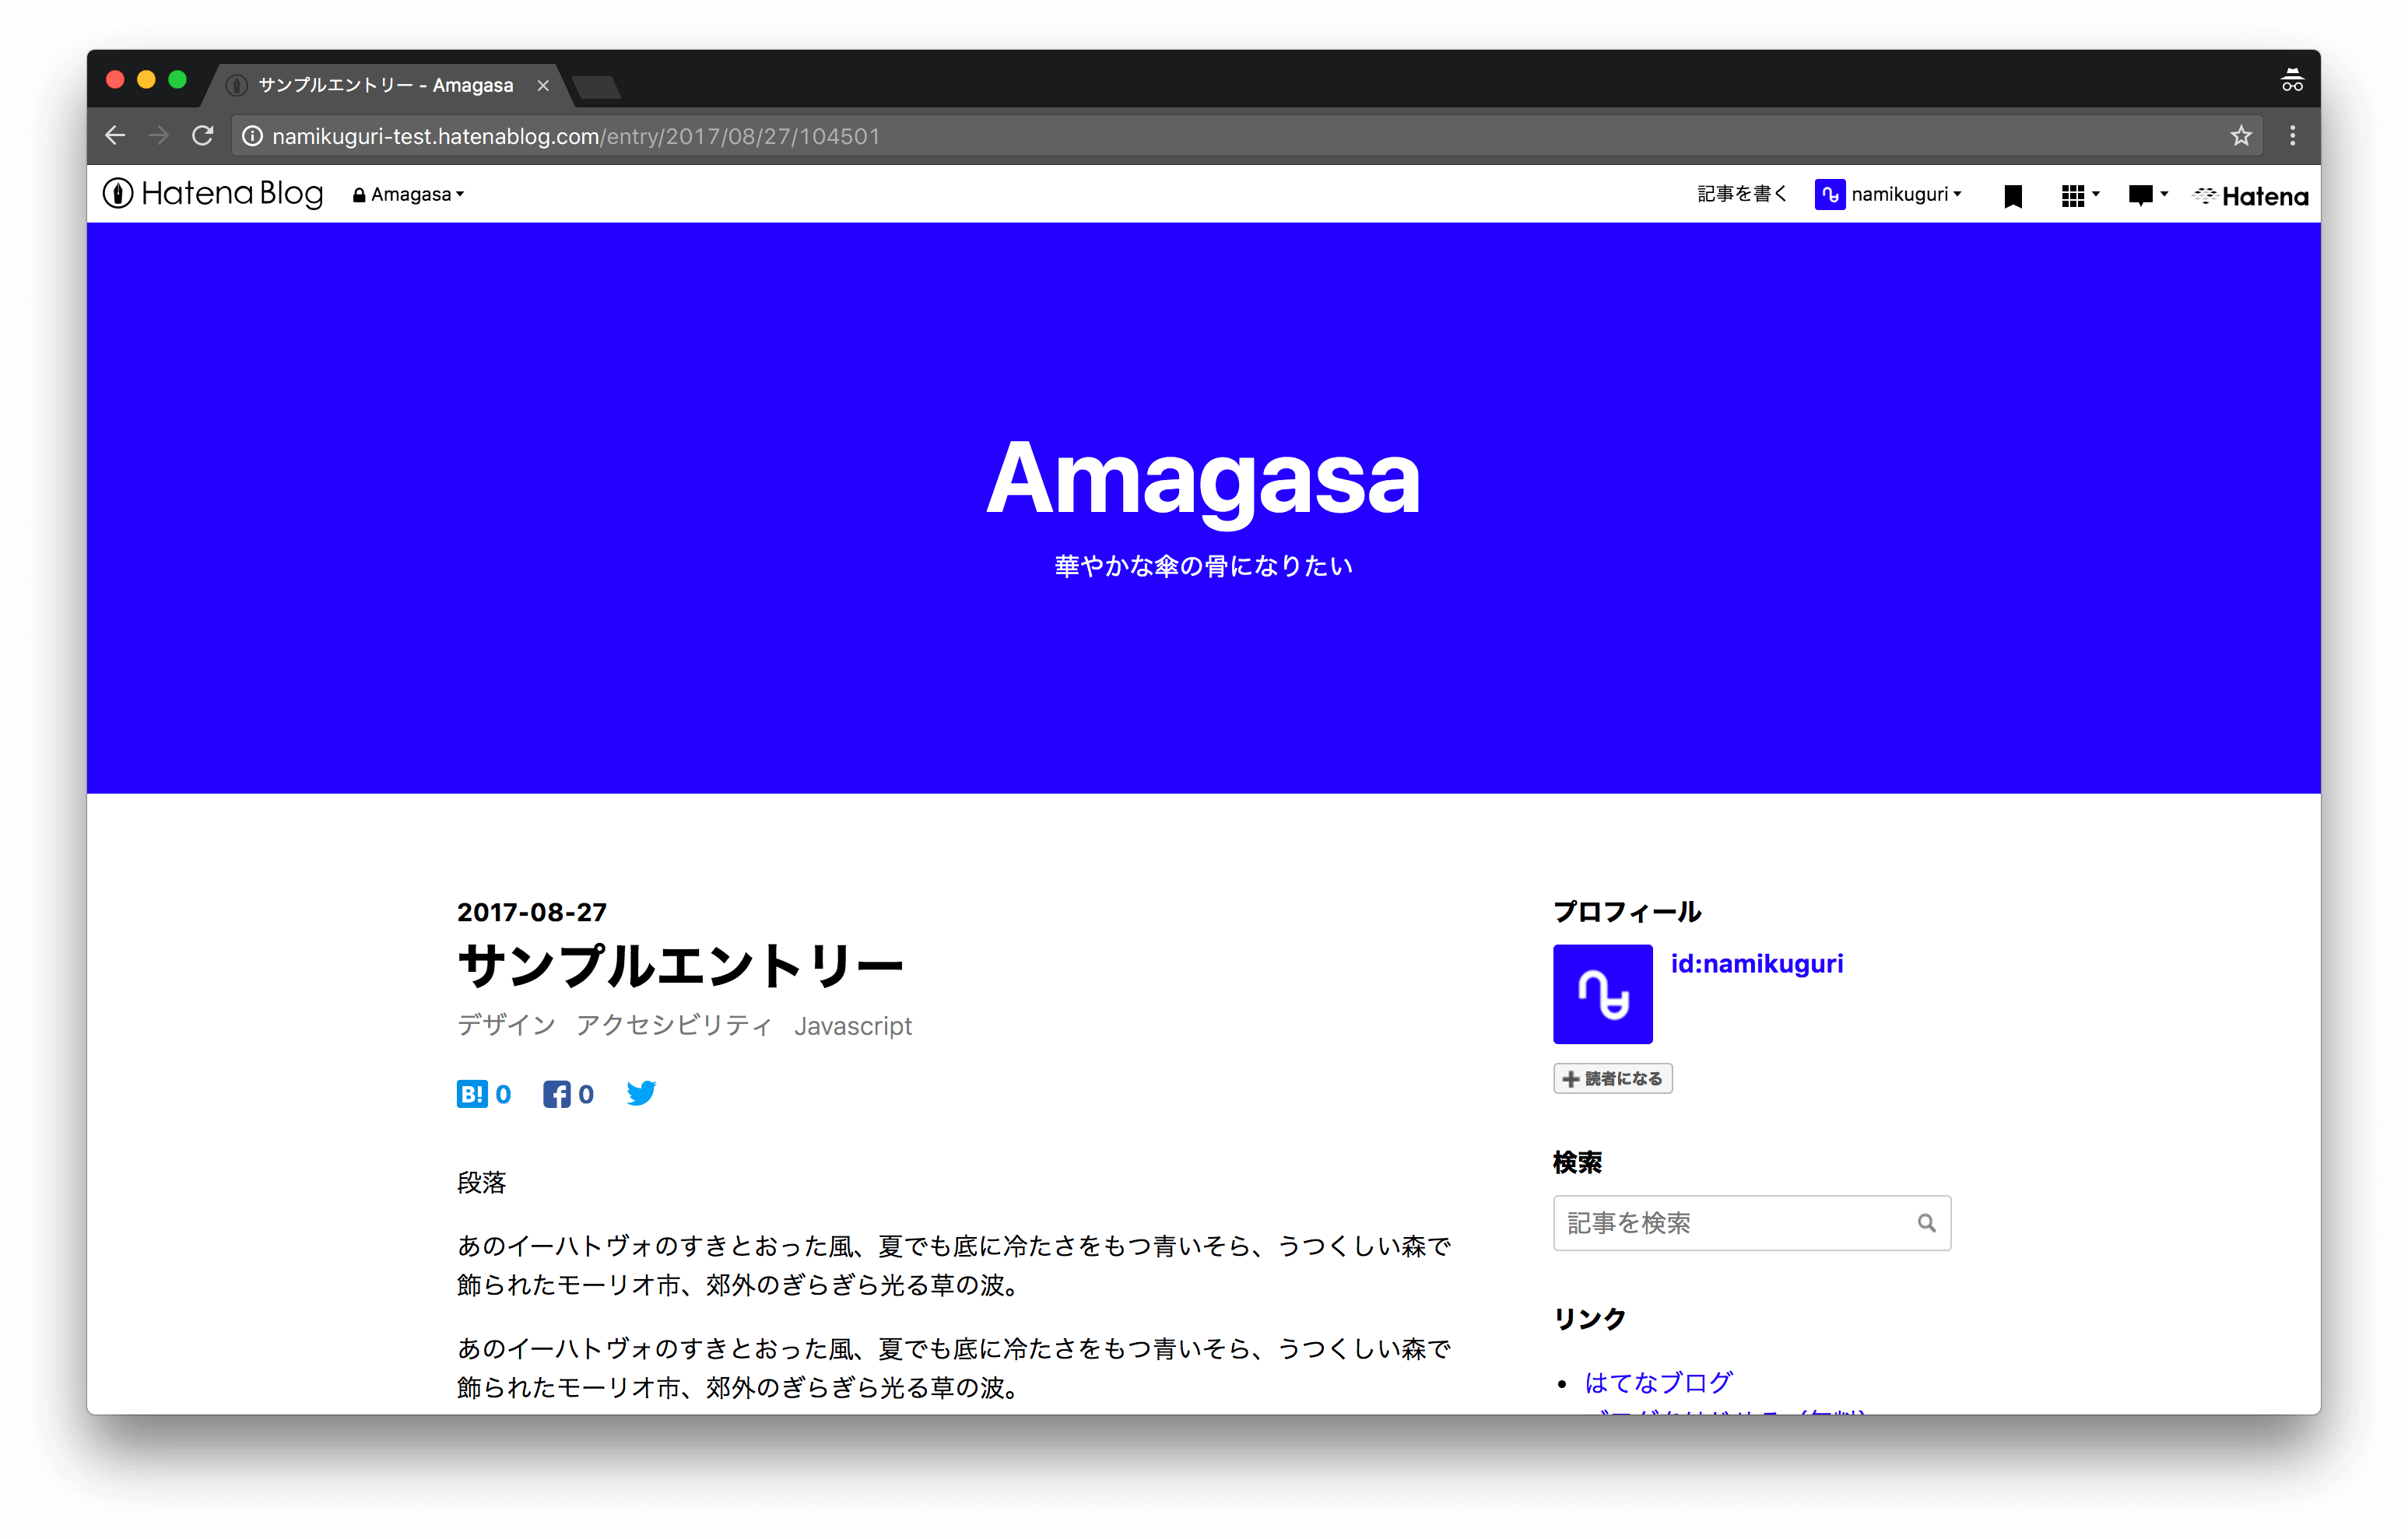 サンプルエントリー - Amagasa
namikuguri-test.hatenablog.com/entry/2017/08/27/104501
Hatena Blog Amagasa 記事を書く namikuguri Hatena
Amagasa
華やかな傘の骨になりたい
2017-08-27
サンプルエントリー
デザイン アクセシビリティ Javascript
B! 0 f 0
段落
あのイーハトヴォのすきとおった風、夏でも底に冷たさをもつ青いそら、うつくしい森で
飾られたモーリオ市、郊外のぎらぎら光る草の波。
あのイーハトヴォのすきとおった風、夏でも底に冷たさをもつ青いそら、うつくしい森で
飾られたモーリオ市、郊外のぎらぎら光る草の波。
プロフィール
id:namikuguri
読者になる
検索
記事を検索
リンク
はてなブログ